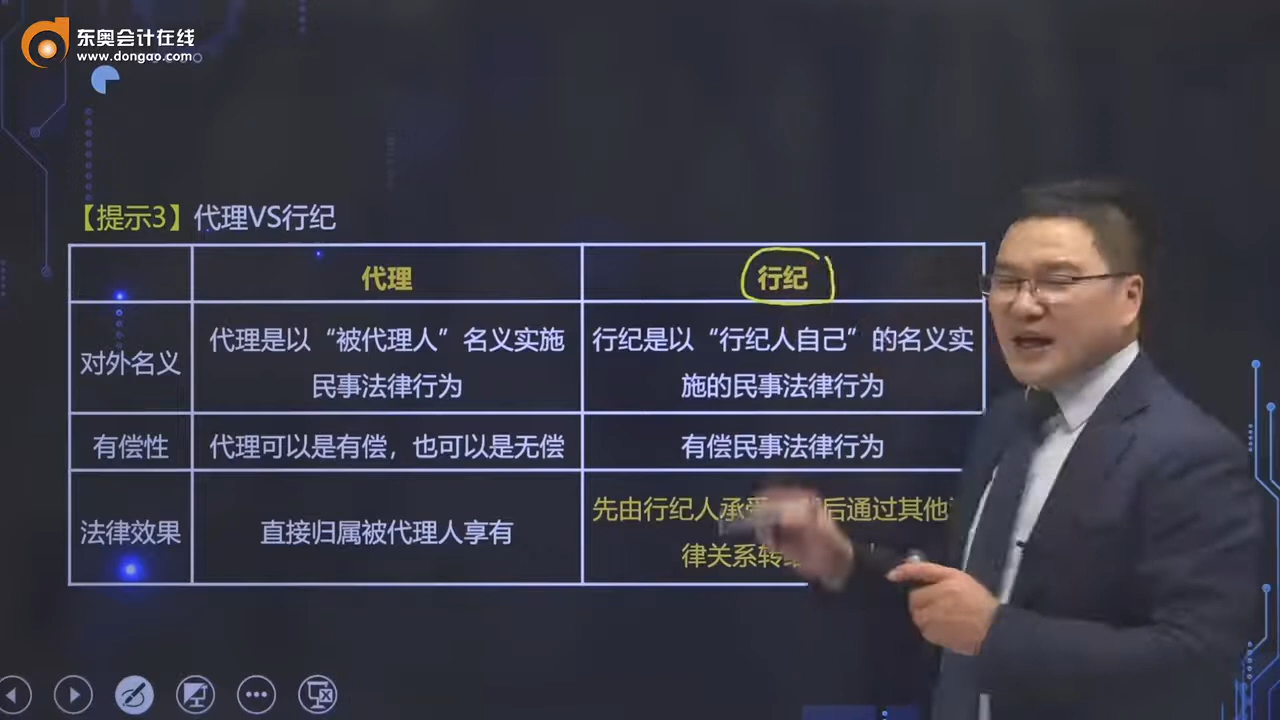 东奥会计在线
www.dongao.com
【提示3】代理VS行纪
代理
行纪
对外名义
代理是以“被代理人”名义实施
民事法律行为
行纪是以“行纪人自己”的名义实
施的民事法律行为
有偿性
代理可以是有偿，也可以是无偿
有偿民事法律行为
法律效果
直接归属被代理人享有
先由行纪人承受 后通过其他
律关系转给